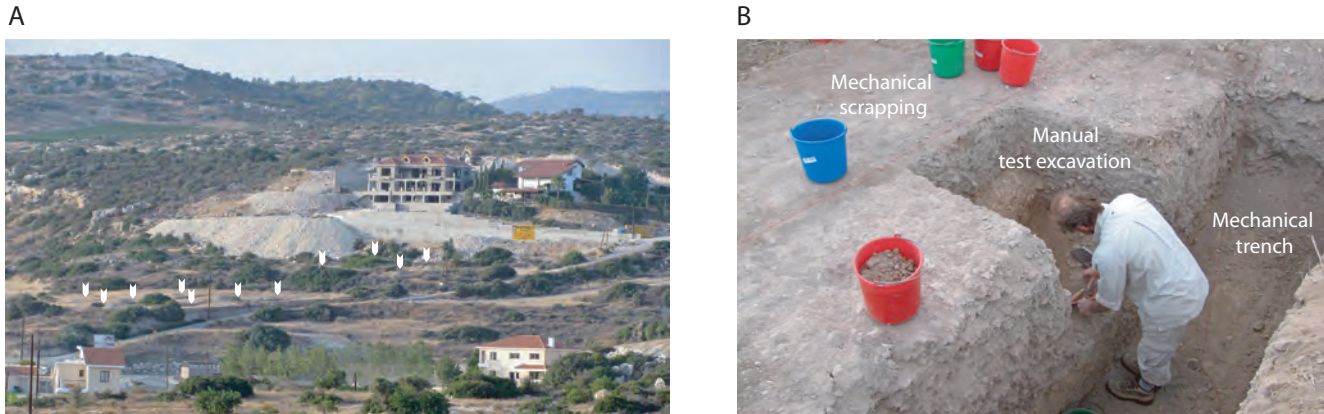 A
B
Mechanical
scrapping
Manual
test excavation
Mechanical
trench